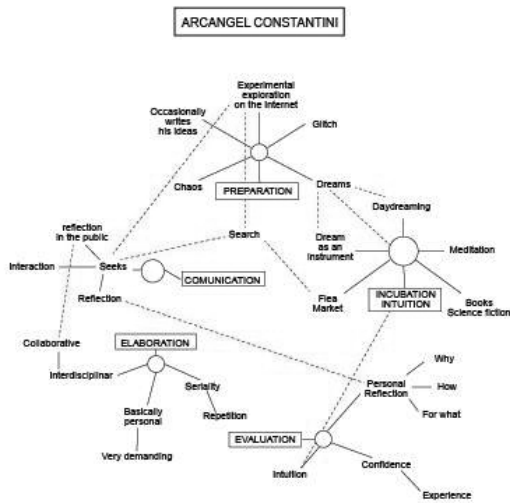 ARCANGEL CONSTANTINI
Experimental
exploration
on the Internet
Occasionally
writes
his ideas
Glitch
Chaos
PREPARATION
Dreams
Daydreaming
reflection
in the public
Search
Dream
as an
Instrument
Meditation
Interaction
Seeks
COMUNICATION
Reflection
Flea
Market
INCUBATION
INTUITION
Books
Science fiction
Collaborative
ELABORATION
Interdisciplinar
Seriality
Why
Personal
Reflection
How
Basically
personal
Repetition
For what
EVALUATION
Very demanding
Intuition
Confidence
Experience